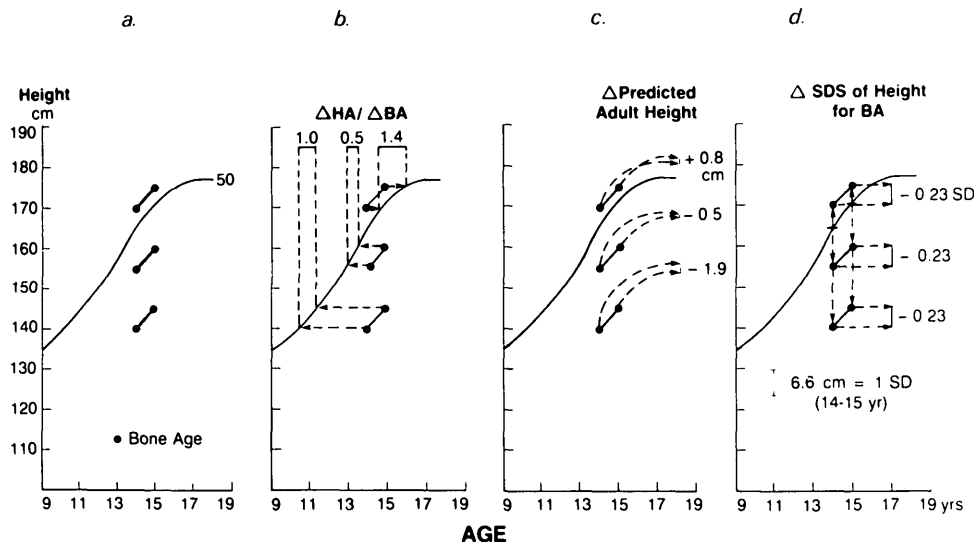 a.
b.
c.
d.
Height
cm
190
180
170
160
150
140
130
120
110
50
● Bone Age
9 11 13 15 17 19
△HA/ △BA
1.0 0.5 1.4
9 11 13 15 17 19
△Predicted
Adult Height
+ 0.8
cm
- 0.5
- 1.9
9 11 13 15 17 19
△ SDS of Height
for BA
- 0 23 SD
- 0.23
- 0 23
6.6 cm = 1 SD
(14-15 yr)
9 11 13 15 17 19 yrs
AGE